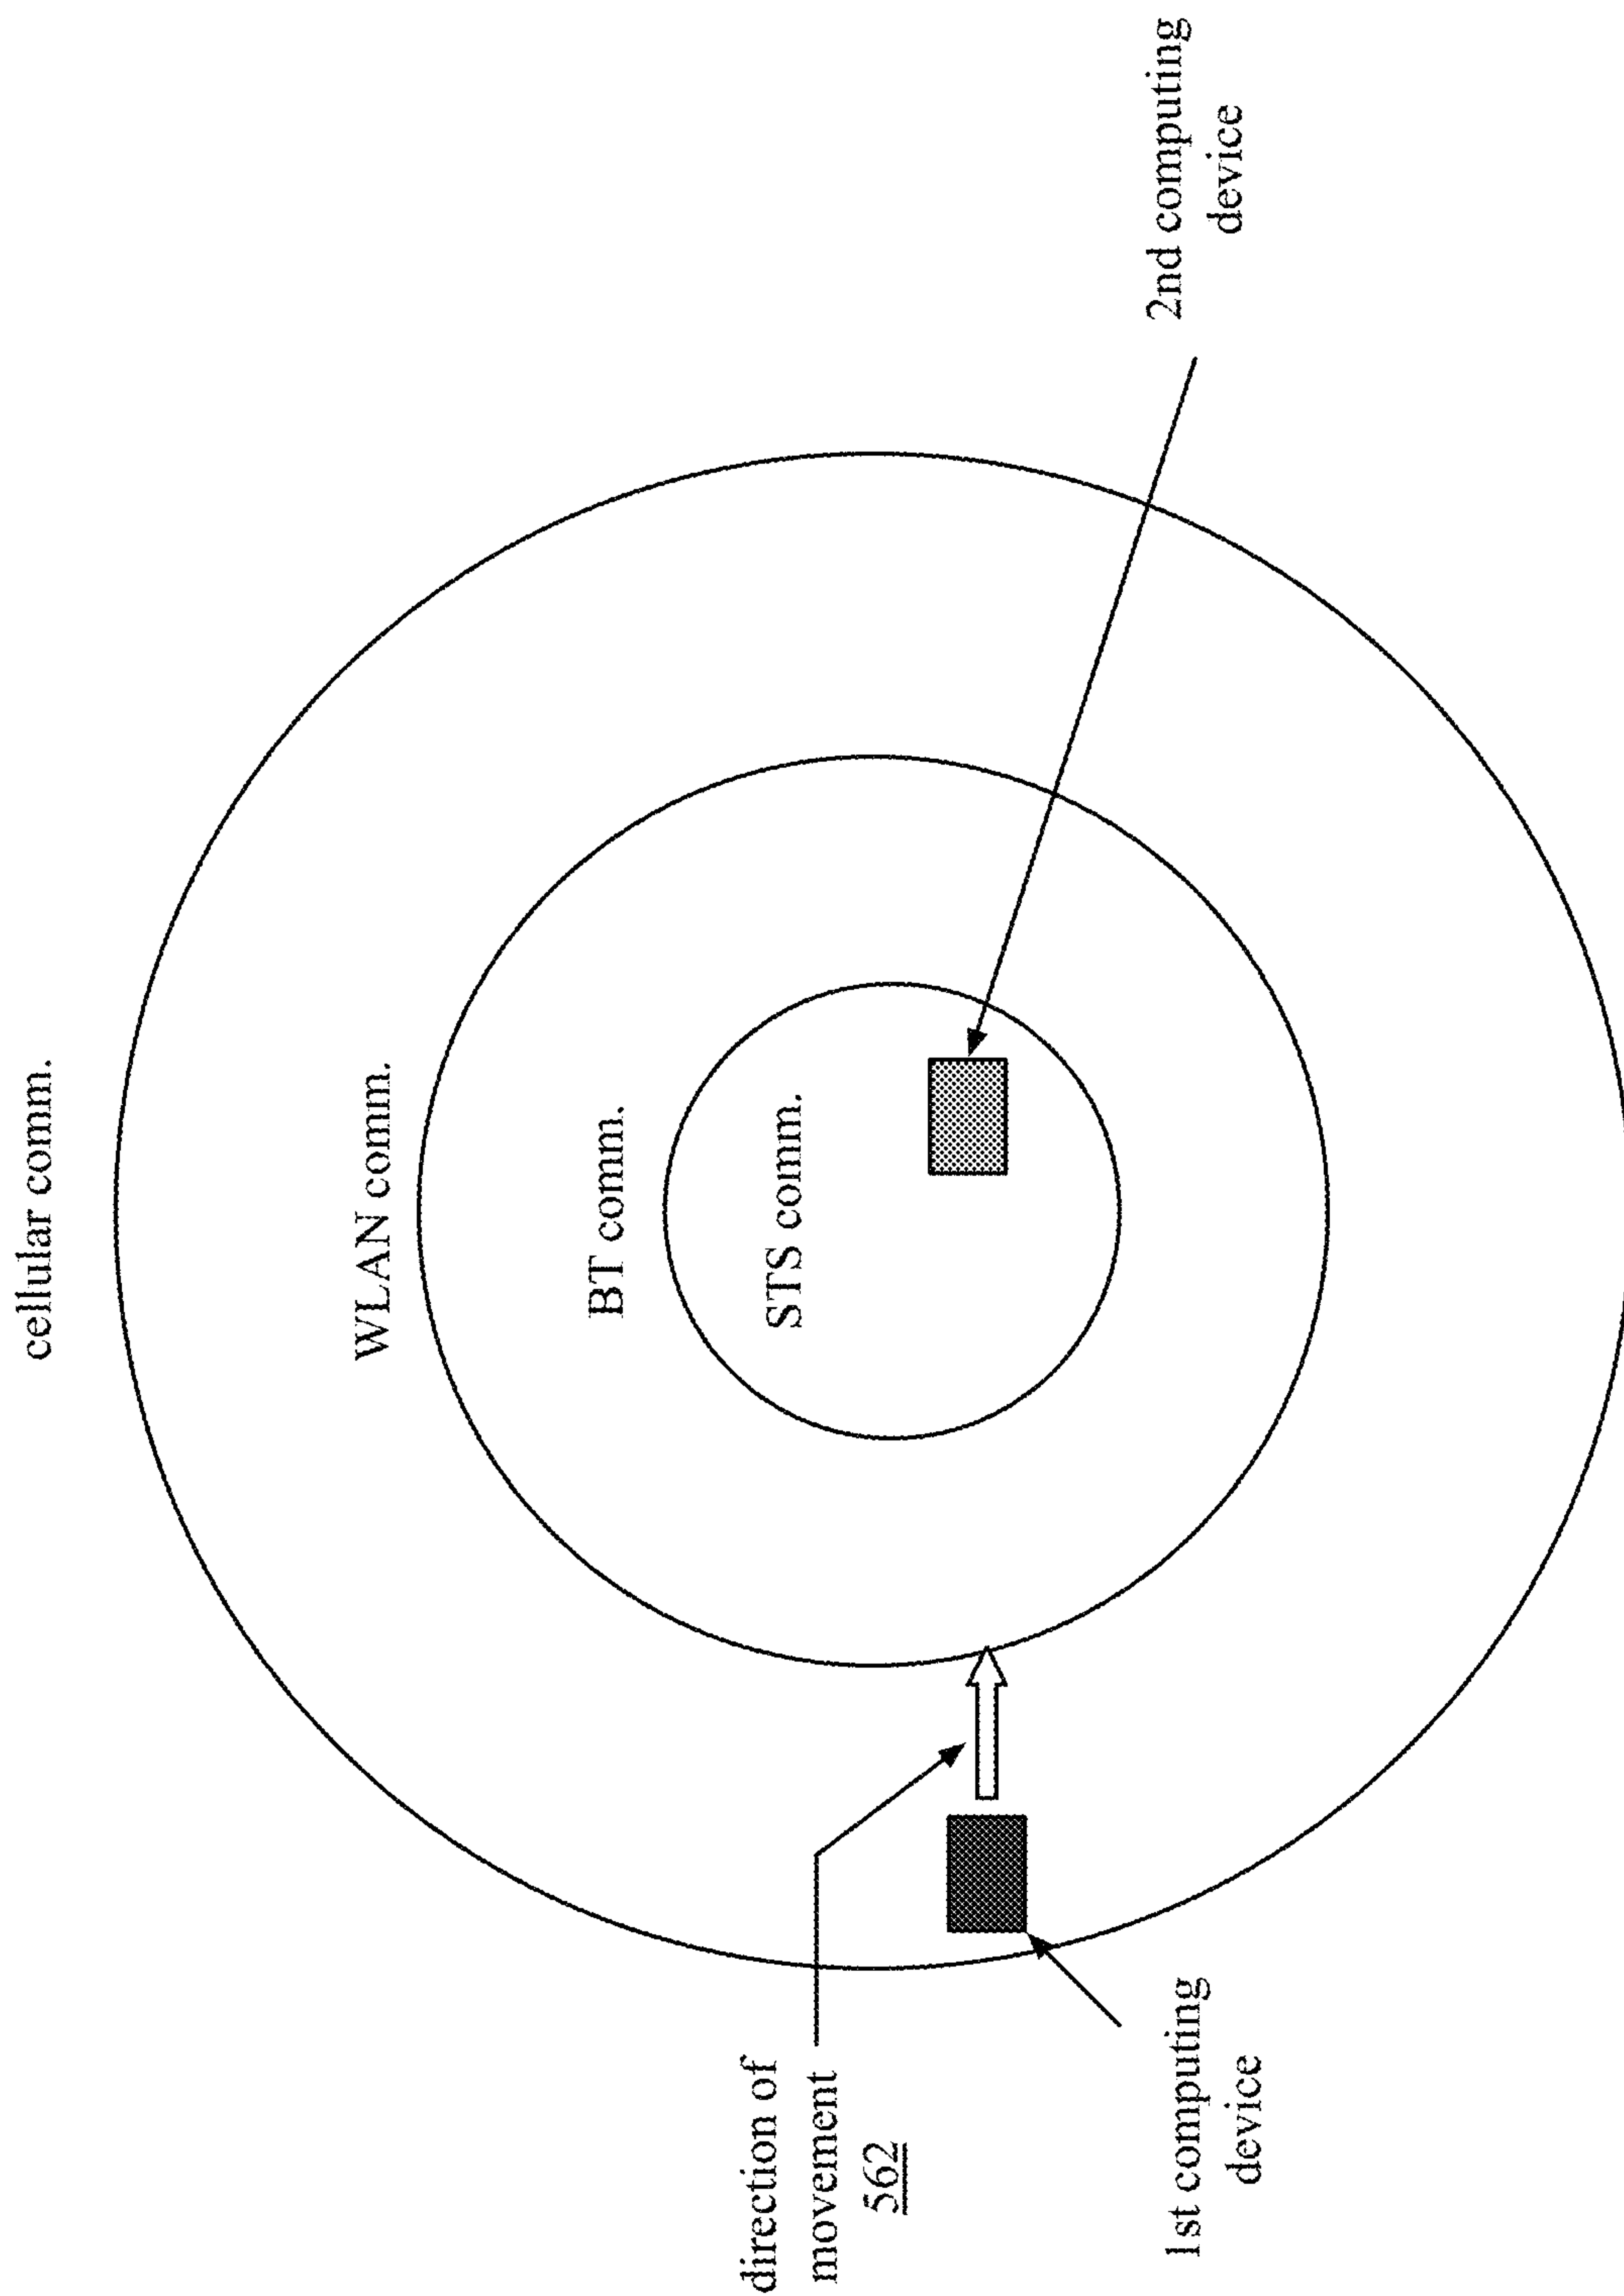 cellular comm.
WLAN comm.
BT comm.
STS comm.
direction of
movement
562
1st computing
device
2nd computing
device